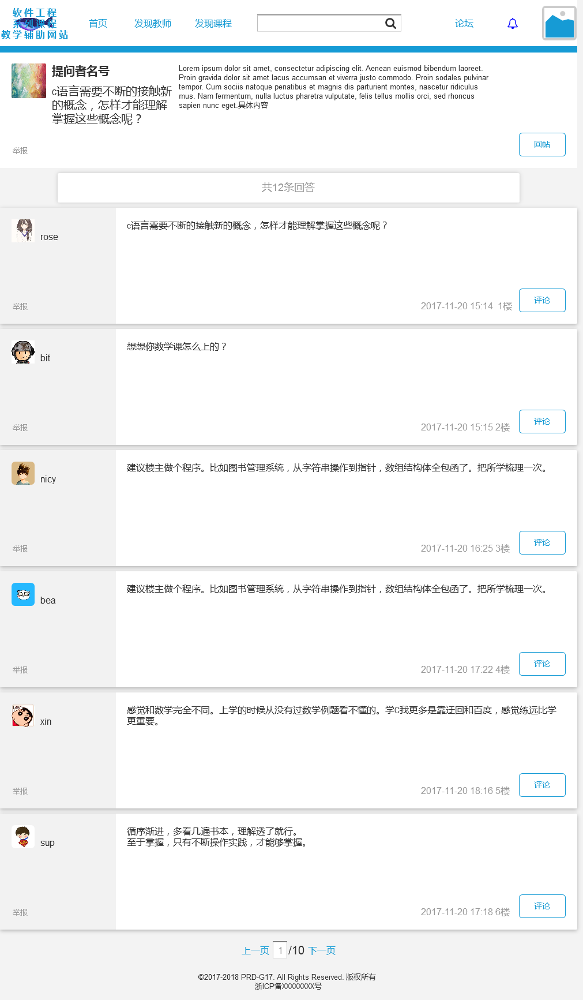 软件工程
系列课程
教学辅助网站
首页
发现教师
发现课程
论坛
提问者名号
c语言需要不断的接触新
的概念，怎样才能理解
掌握这些概念呢？
Lorem ipsum dolor sit amet, consectetur adipiscing elit. Aenean euismod bibendum laoreet.
Proin gravida dolor sit amet lacus accumsan et viverra justo commodo. Proin sodales pulvinar
tempor. Cum sociis natoque penatibus et magnis dis parturient montes, nascetur ridiculus
mus. Nam fermentum, nulla luctus pharetra vulputate, felis tellus mollis orci, sed rhoncus
sapien nunc eget.具体内容
举报
回帖
共12条回答
rose
c语言需要不断的接触新的概念，怎样才能理解掌握这些概念呢？
举报
2017-11-20 15:14  1楼
评论
bit
想想你数学课怎么上的？
举报
2017-11-20 15:15 2楼
评论
nicy
建议楼主做个程序。比如图书管理系统，从字符串操作到指针，数组结构体全包函了。把所学梳理一次。
举报
2017-11-20 16:25 3楼
评论
bea
建议楼主做个程序。比如图书管理系统，从字符串操作到指针，数组结构体全包函了。把所学梳理一次。
举报
2017-11-20 17:22 4楼
评论
xin
感觉和数学完全不同。上学的时候从没有过数学例题看不懂的。学C我更多是靠迂回和百度，感觉练远比学
更重要。
举报
2017-11-20 18:16 5楼
评论
sup
循序渐进，多看几遍书本，理解透了就行。
至于掌握，只有不断操作实践，才能够掌握。
举报
2017-11-20 17:18 6楼
评论
上一页 1 /10 下一页
©2017-2018 PRD-G17. All Rights Reserved. 版权所有
浙ICP备XXXXXXXX号